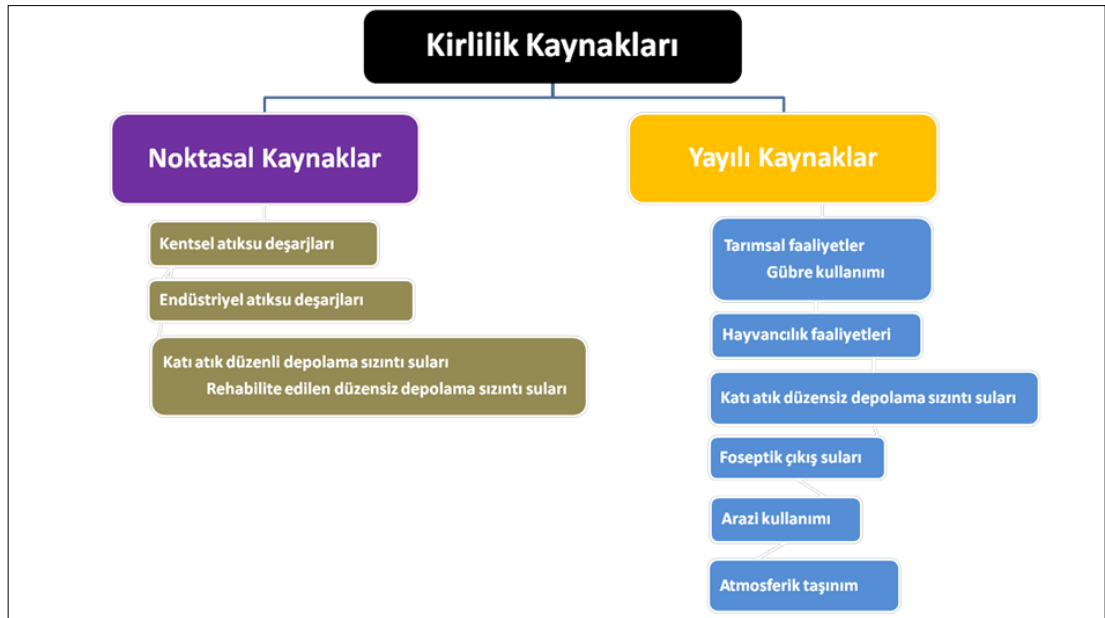 Kirlilik Kaynakları
Noktasal Kaynaklar
Kentsel atıksu deşarjları
Endüstriyel atıksu deşarjları
Katı atık düzenli depolama sızıntı suları
Rehabilite edilen düzensiz depolama sızıntı suları
Yayılı Kaynaklar
Tarımsal faaliyetler
Gübre kullanımı
Hayvancılık faaliyetleri
Katı atık düzensiz depolama sızıntı suları
Foseptik çıkış suları
Arazi kullanımı
Atmosferik taşınım